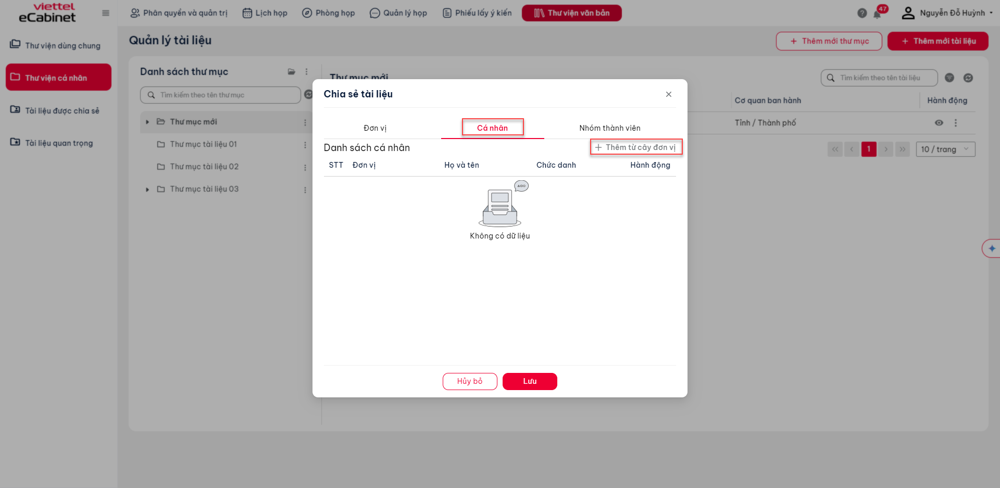 viettel
eCabinet
Phân quyền và quản trị
Lịch họp
Phòng họp
Quản lý họp
Phiếu lấy ý kiến
Thư viện văn bản
47
Nguyễn Đỗ Huỳnh
Thư viện dùng chung
Thư viện cá nhân
Tài liệu được chia sẻ
Tài liệu quan trọng
Quản lý tài liệu
+ Thêm mới thư mục
+ Thêm mới tài liệu
Danh sách thư mục
Tìm kiếm theo tên thư mục
Thư mục mới
Thư mục tài liệu 01
Thư mục tài liệu 02
Thư mục tài liệu 03
Thư mục mới
Tìm kiếm theo tên tài liệu
Cơ quan ban hành
Hành động
Tỉnh / Thành phố
1
10 / trang
Chia sẻ tài liệu
Đơn vị
Cá nhân
Nhóm thành viên
Danh sách cá nhân
+ Thêm từ cây đơn vị
STT
Đơn vị
Họ và tên
Chức danh
Hành động
Không có dữ liệu
Hủy bỏ
Lưu